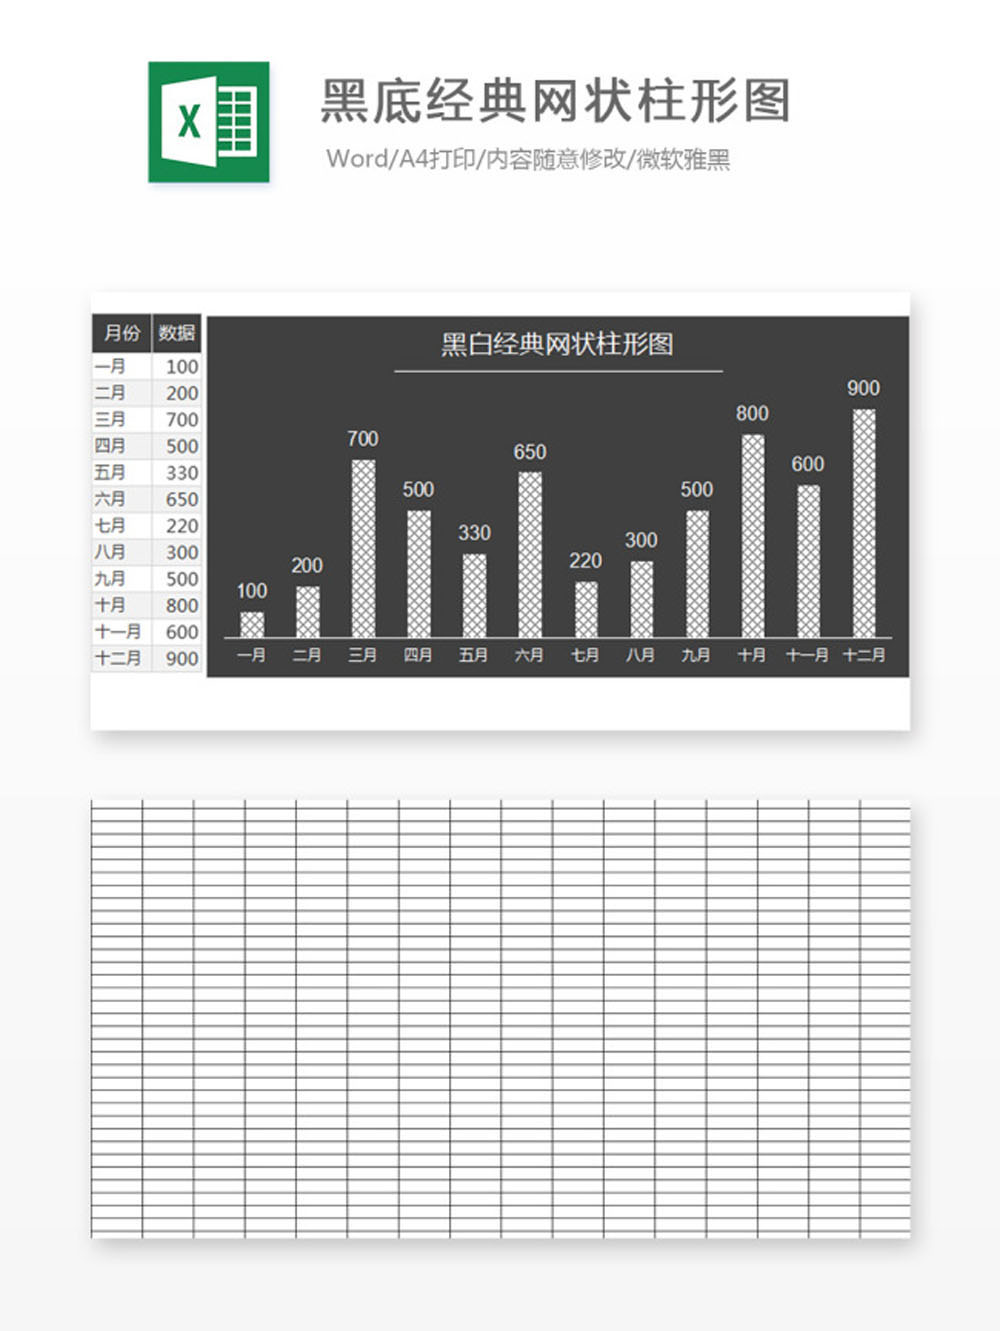 X
黑底经典网状柱形图
Word/A4打印/内容随意修改/微软雅黑
月份 数据
一月 100
二月 200
三月 700
四月 500
五月 330
六月 650
七月 220
八月 300
九月 500
十月 800
十一月 600
十二月 900
黑白经典网状柱形图
100 200 700 500 330 650 220 300 500 800 600 900
一月 二月 三月 四月 五月 六月 七月 八月 九月 十月 十一月 十二月